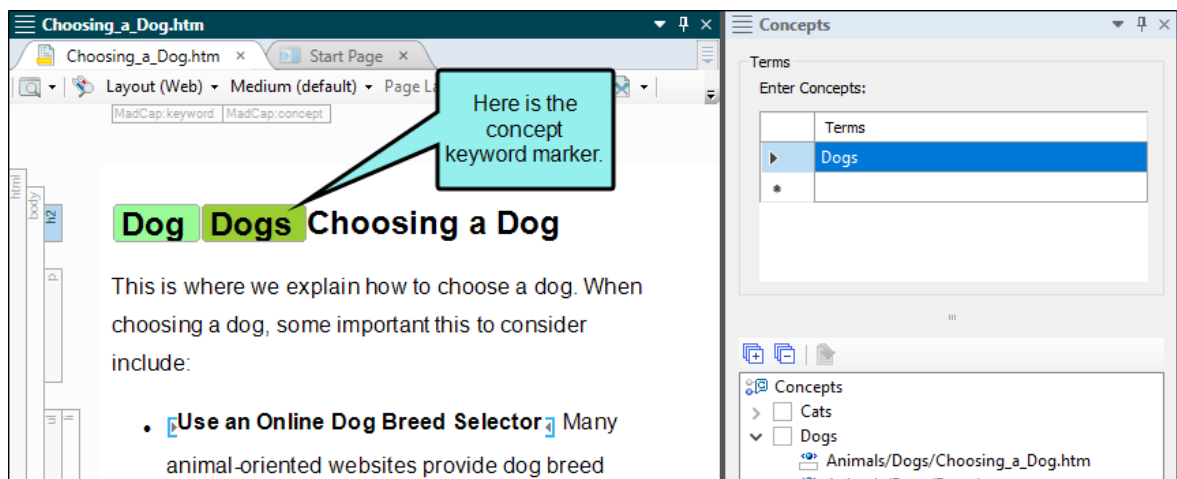 Choosing_a_Dog.htm
Concepts
Choosing_a_Dog.htm
Start Page
Terms
Layout (Web)
Medium (default)
Page La
Enter Concepts:
MadCap:keyword
MadCap:concept
Here is the
concept
keyword marker.
Terms
Dogs
html
body
h2
Dog Dogs Choosing a Dog
p
This is where we explain how to choose a dog. When
choosing a dog, some important this to consider
include:
Concepts
Cats
ul
li
• Use an Online Dog Breed Selector Many
Dogs
animal-oriented websites provide dog breed
Animals/Dogs/Choosing_a_Dog.htm